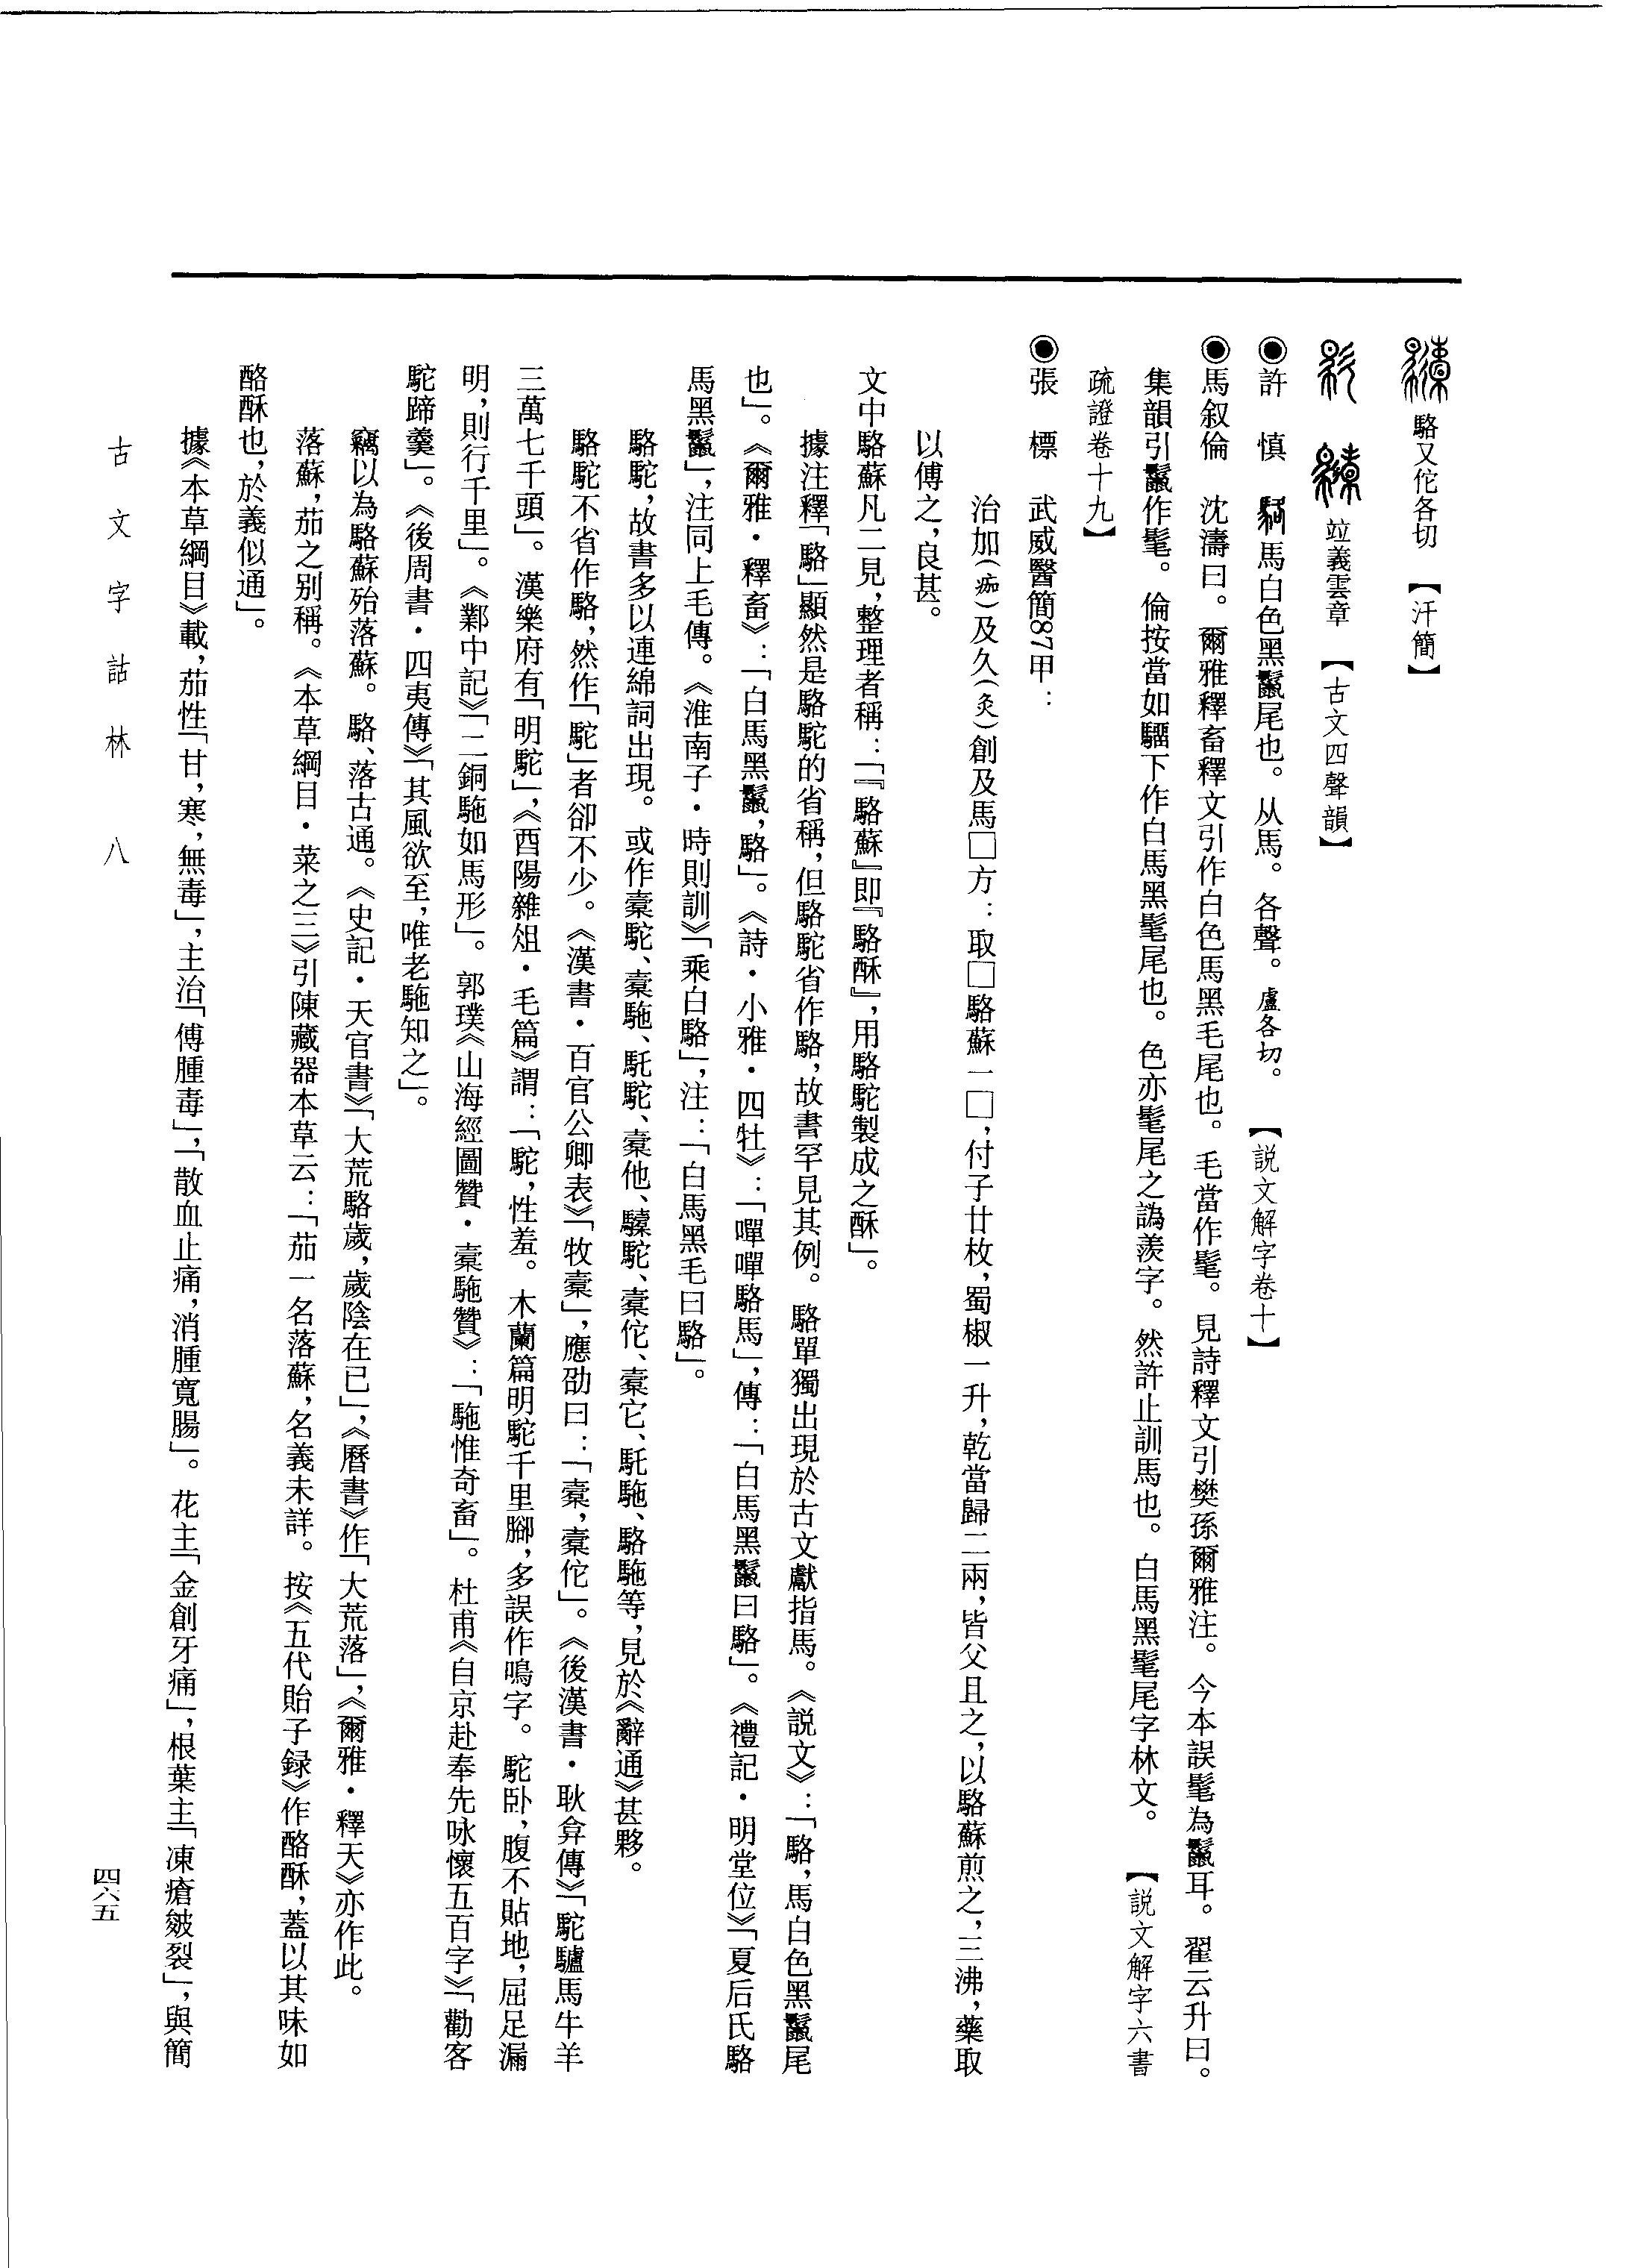 駱又佗各切　【汗簡】
竝義雲章　【古文四聲韻】
◉許　慎　馬白色黑鬣尾也。从馬。各聲。盧各切。　【説文解字卷十】
◉馬叙倫　沈濤曰。爾雅釋畜釋文引作白色馬黑毛尾也。毛當作髦。見詩釋文引樊孫爾雅注。今本誤髦為鬣耳。翟云升曰。
集韻引鬣作髦。倫按當如騮下作白馬黑髦尾也。色亦髦尾之譌羨字。然許止訓馬也。白馬黑髦尾字林文。　【説文解字六書
疏證卷十九】
◉張　標　武威醫簡87甲：
治加（痂）及久（灸）創及馬□方：取□駱蘇一□，付子廿枚，蜀椒一升，乾當歸二兩，皆父且之，以駱蘇煎之，三沸，藥取
以傅之，良甚。
文中駱蘇凡二見，整理者稱：「『駱蘇』即『駱酥』，用駱駝製成之酥」。
據注釋「駱」顯然是駱駝的省稱，但駱駝省作駱，故書罕見其例。駱單獨出現於古文獻指馬。《説文》：「駱，馬白色黑鬣尾
也」。《爾雅·釋畜》：「白馬黑鬣，駱」。《詩·小雅·四牡》：「嘽嘽駱馬」，傳：「白馬黑鬣曰駱」。《禮記·明堂位》「夏后氏駱
馬黑鬣」，注同上毛傳。《淮南子·時則訓》「乘白駱」，注：「白馬黑毛曰駱」。
駱駝，故書多以連綿詞出現。或作橐駝、橐駞、馲駝、橐他、驝駝、橐佗、橐它、馲駞、駱駞等，見於《辭通》甚夥。
駱駝不省作駱，然作「駝」者卻不少。《漢書·百官公卿表》「牧橐」，應劭曰：「橐，橐佗」。《後漢書·耿弇傳》「駝驢馬牛羊
三萬七千頭」。漢樂府有「明駝」，《酉陽雜俎·毛篇》謂：「駝，性羞。木蘭篇明駝千里腳，多誤作鳴字。駝卧，腹不貼地，屈足漏
明，則行千里」。《鄴中記》「二銅駞如馬形」。郭璞《山海經圖贊·橐駞贊》：「駞惟奇畜」。杜甫《自京赴奉先咏懷五百字》「勸客
駝蹄羹」。《後周書·四夷傳》「其風欲至，唯老駞知之」。
竊以為駱蘇殆落蘇。駱、落古通。《史記·天官書》「大荒駱歲，歲陰在巳」，《曆書》作「大荒落」，《爾雅·釋天》亦作此。
落蘇，茄之别稱。《本草綱目·菜之三》引陳藏器本草云：「茄一名落蘇，名義未詳。按《五代貽子録》作酪酥，蓋以其味如
酪酥也，於義似通」。
據《本草綱目》載，茄性「甘，寒，無毒」，主治「傅腫毒」，「散血止痛，消腫寬腸」。花主「金創牙痛」，根葉主「凍瘡皴裂」，與簡
古文字詁林　八
四六五